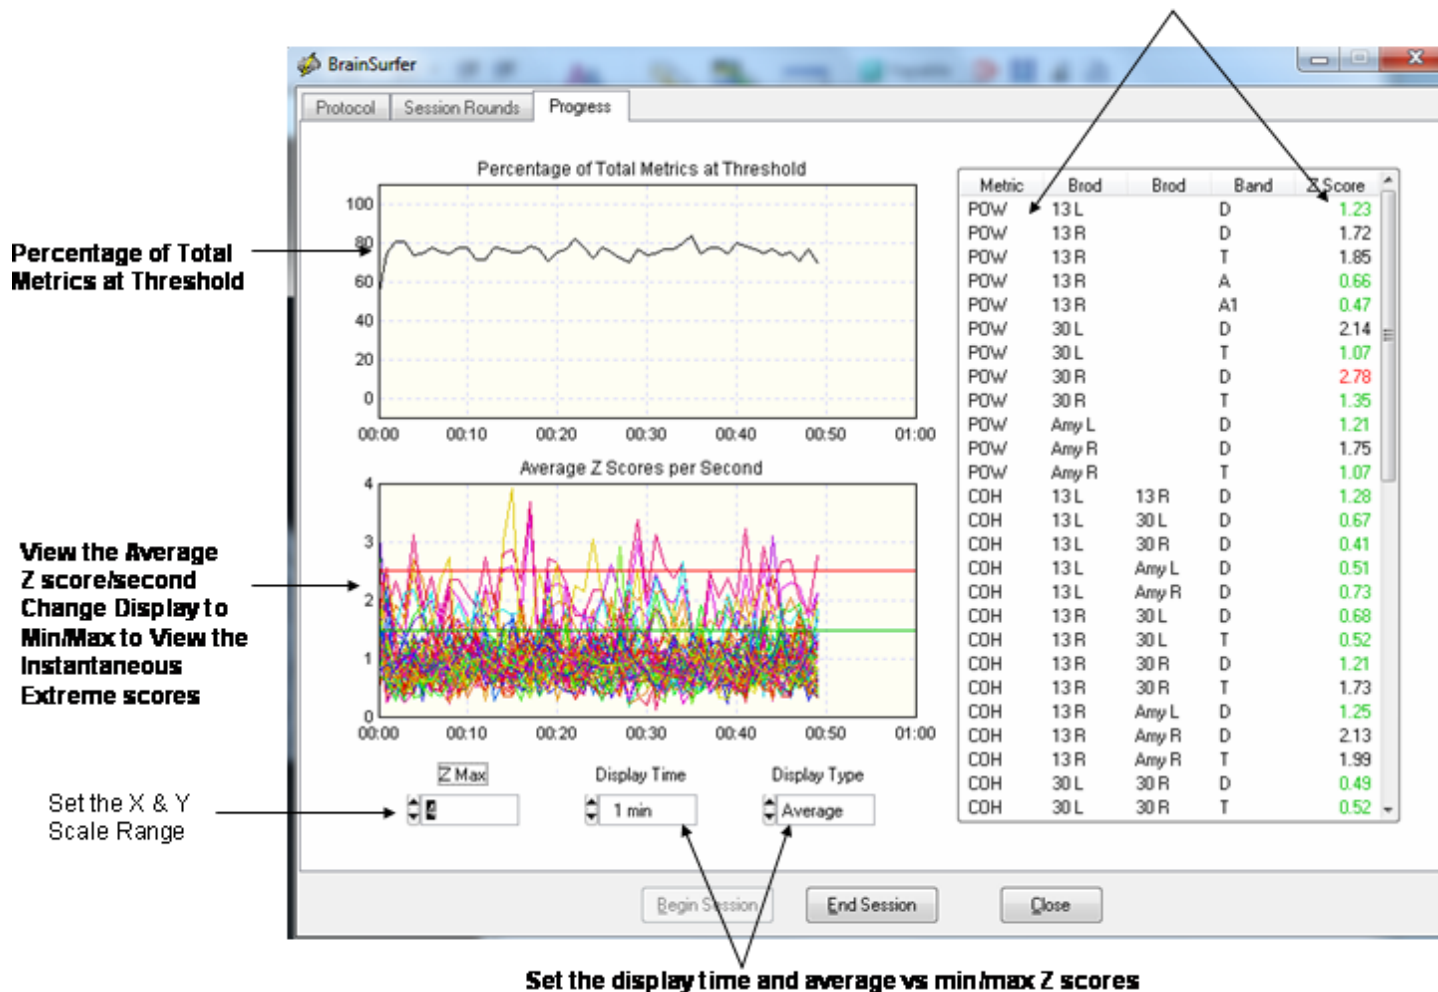 BrainSurfer
Protocol Session Rounds Progress
Percentage of Total Metrics at Threshold
100
80
60
40
20
0
00:00 00:10 00:20 00:30 00:40 00:50 01:00
Percentage of Total
Metrics at Threshold
Average Z Scores per Second
4
3
2
1
0
00:00 00:10 00:20 00:30 00:40 00:50 01:00
View the Average
Z score/second
Change Display to
Min/Max to View the
Instantaneous
Extreme scores
Z Max Display Time Display Type
4 1 min Average
Set the X & Y
Scale Range
Metric Brod Brod Band Z Score
POW 13 L D 1.23
POW 13 R D 1.72
POW 13 R T 1.85
POW 13 R A 0.66
POW 13 R A1 0.47
POW 30 L D 2.14
POW 30 L T 1.07
POW 30 R D 2.78
POW 30 R T 1.35
POW Amy L D 1.21
POW Amy R D 1.75
POW Amy R T 1.07
COH 13 L 13 R D 1.28
COH 13 L 30 L D 0.67
COH 13 L 30 R D 0.41
COH 13 L Amy L D 0.51
COH 13 L Amy R D 0.73
COH 13 R 30 L D 0.68
COH 13 R 30 L T 0.52
COH 13 R 30 R D 1.21
COH 13 R 30 R T 1.73
COH 13 R Amy L D 1.25
COH 13 R Amy R D 2.13
COH 13 R Amy R T 1.99
COH 30 L 30 R D 0.49
COH 30 L 30 R T 0.52
Begin Session End Session Close
Set the display time and average vs min/max Z scores